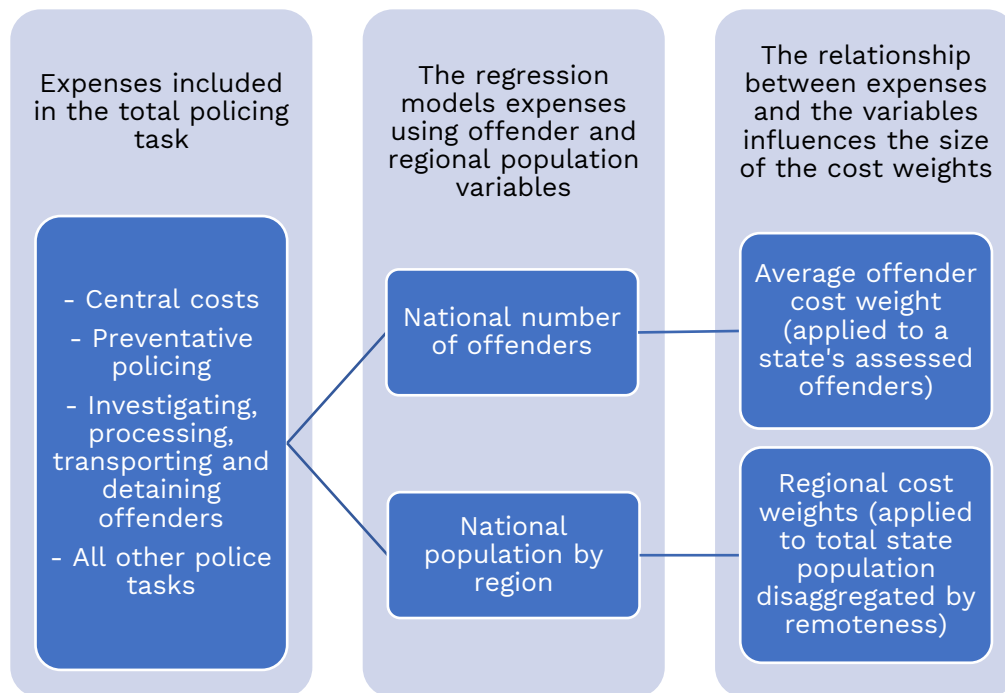 Expenses included
in the total policing
task
- Central costs
- Preventative
policing
- Investigating,
processing,
transporting and
detaining
offenders
- All other police
tasks
The regression
models expenses
using offender and
regional population
variables
National number
of offenders
National
population by
region
The relationship
between expenses
and the variables
influences the size
of the cost weights
Average offender
cost weight
(applied to a
state's assessed
offenders)
Regional cost
weights (applied
to total state
population
disaggregated by
remoteness)